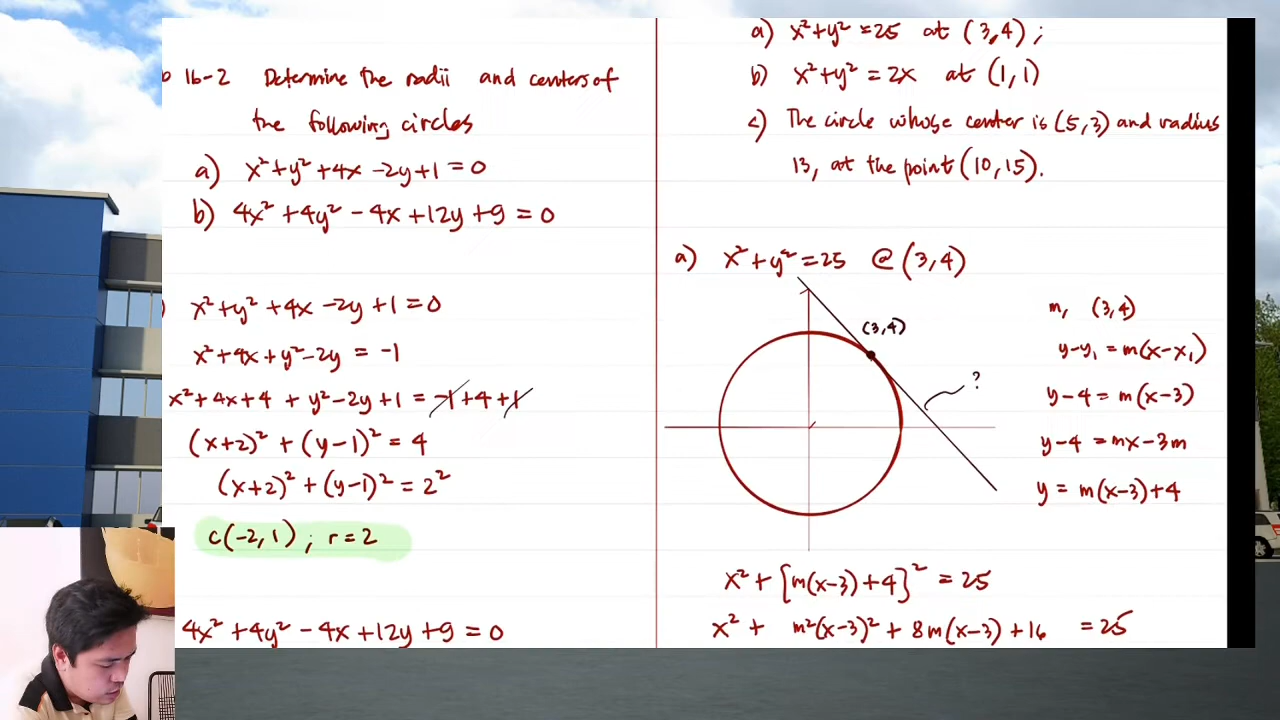 16-2 Determine the radii and centers of
the following circles
a) x²+y²+4x-2y+1=0
b) 4x²+4y²-4x+12y+9=0
x²+y²+4x-2y+1=0
x²+4x+y²-2y=-1
x²+4x+4+y²-2y+1=-1+4+1
(x+2)²+(y-1)²=4
(x+2)²+(y-1)²=2²
c(-2,1); r=2
4x²+4y²-4x+12y+9=0
a) x²+y²=25 at (3,4);
b) x²+y²=2x at (1,1)
c) The circle whose center is (5,3) and radius
13, at the point (10,15).
a) x²+y²=25 @ (3,4)
(3,4)
?
m, (3,4)
y-y₁=m(x-x₁)
y-4=m(x-3)
y-4=mx-3m
y=m(x-3)+4
x²+[m(x-3)+4]²=25
x²+ m²(x-3)²+8m(x-3)+16 =25